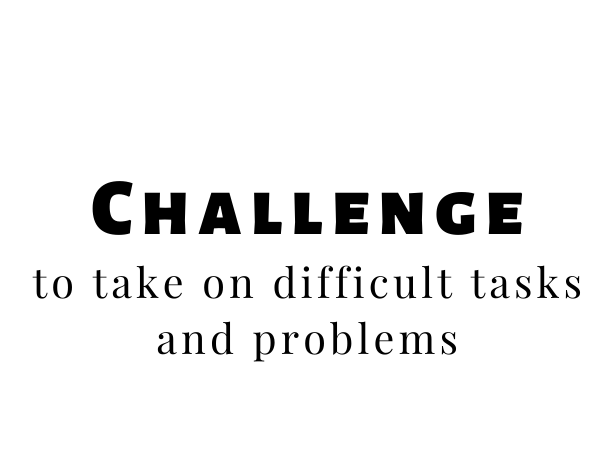 Challenge
to take on difficult tasks
and problems